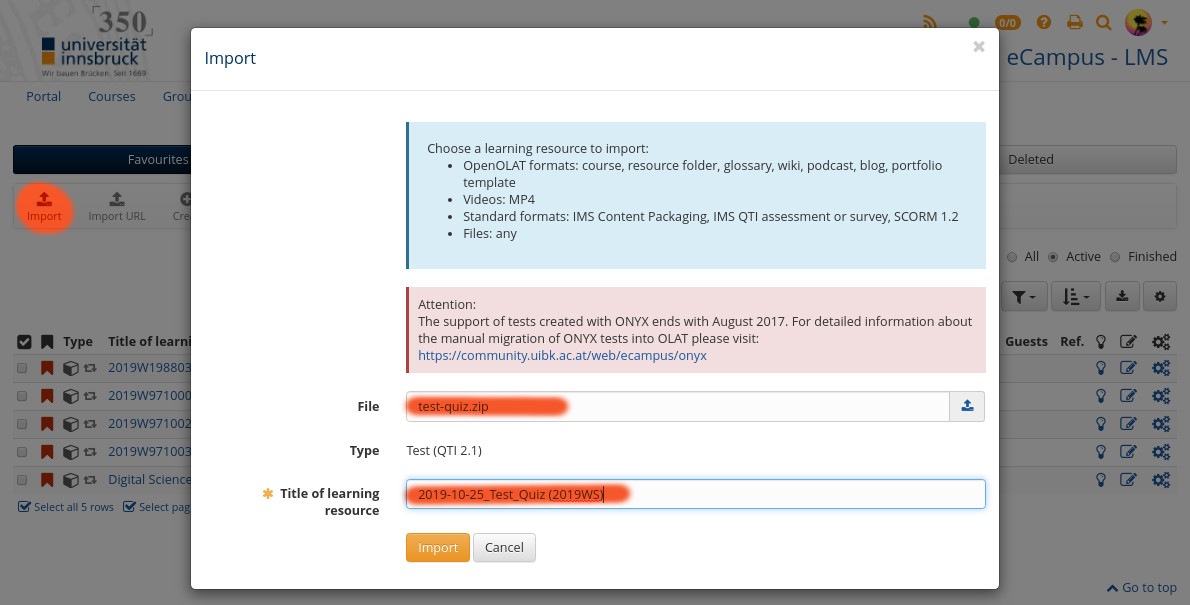 350
universität
innsbruck
Wir bauen Brücken. Seit 1669
0/0
eCampus - LMS
Portal
Courses
Grou
Import
×
Favourites
Deleted
Import
Import URL
Cre
Choose a learning resource to import:
• OpenOLAT formats: course, resource folder, glossary, wiki, podcast, blog, portfolio
template
• Videos: MP4
• Standard formats: IMS Content Packaging, IMS QTI assessment or survey, SCORM 1.2
• Files: any
All
Active
Finished
Attention:
The support of tests created with ONYX ends with August 2017. For detailed information about
the manual migration of ONYX tests into OLAT please visit:
https://community.uibk.ac.at/web/ecampus/onyx
Type
Title of learni
Guests
Ref.
2019W198803
2019W971000
2019W971002
2019W971003
Digital Science
Select all 5 rows
Select pag
File
test-quiz.zip
Type
Test (QTI 2.1)
Title of learning
resource
2019-10-25_Test_Quiz (2019WS)
Import
Cancel
Go to top